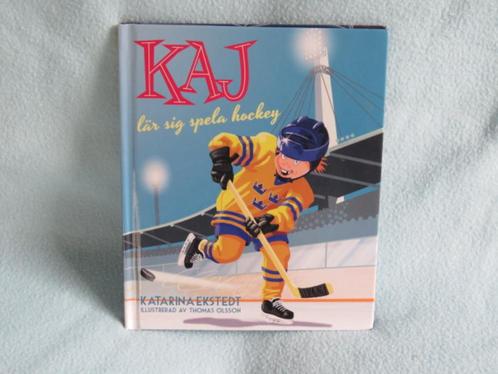 KAJ
lär sig spela hockey
KATARINA EKSTEDT
ILLUSTRERAD AV THOMAS OLSSON